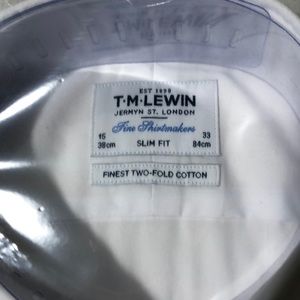 EST 1898
T·M·LEWIN
JERMYN ST. LONDON
Fine Shirtmakers
15 33
38cm SLIM FIT 84cm
FINEST TWO-FOLD COTTON